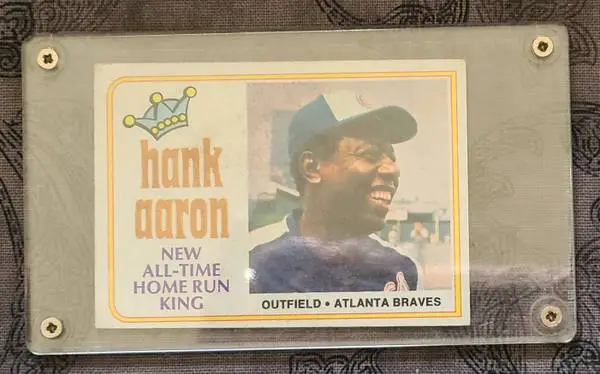 hank
aaron
NEW
ALL-TIME
HOME RUN
KING
OUTFIELD • ATLANTA BRAVES